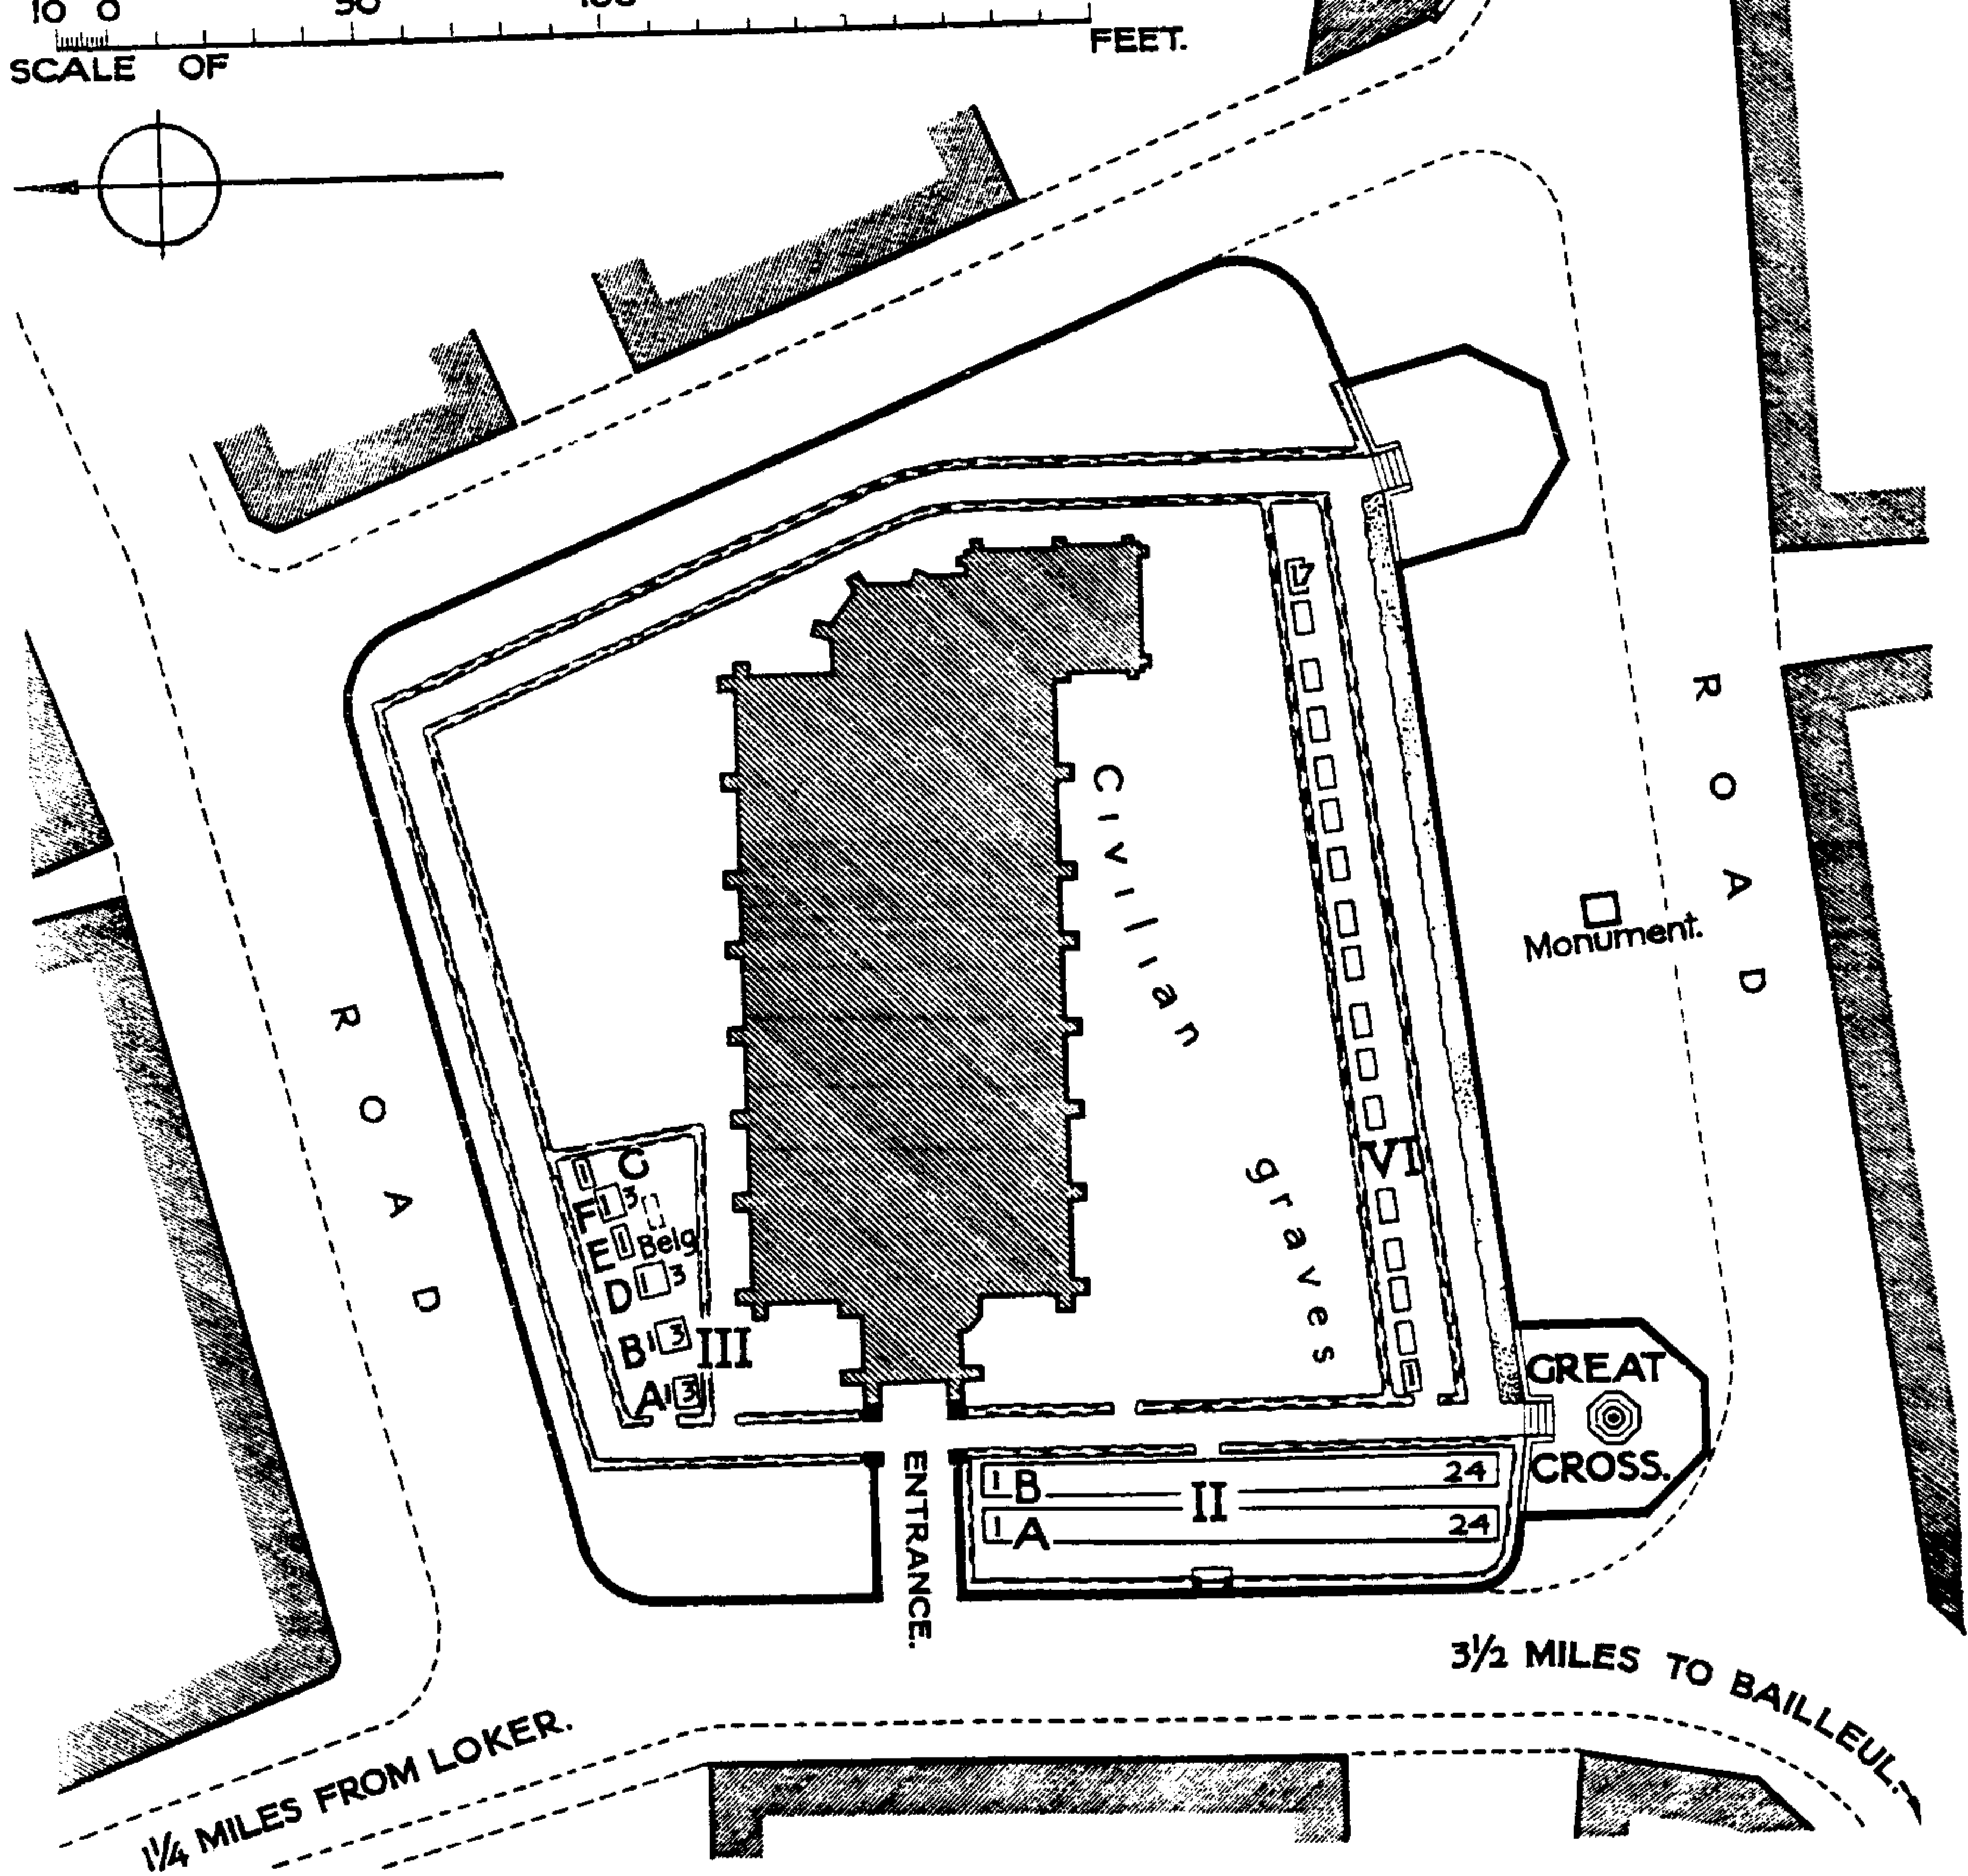 10 0 50 100
FEET.
SCALE OF
17
ROAD
Civilian
graves
Monument.
ROAD
VI
C
F 1 3
E 1 Belg
D 1 3
B 1 3
III
A 1 3
1
GREAT
CROSS.
ENTRANCE.
1 B 24
II
1 A 24
3½ MILES TO BAILLEUL.
1¼ MILES FROM LOKER.